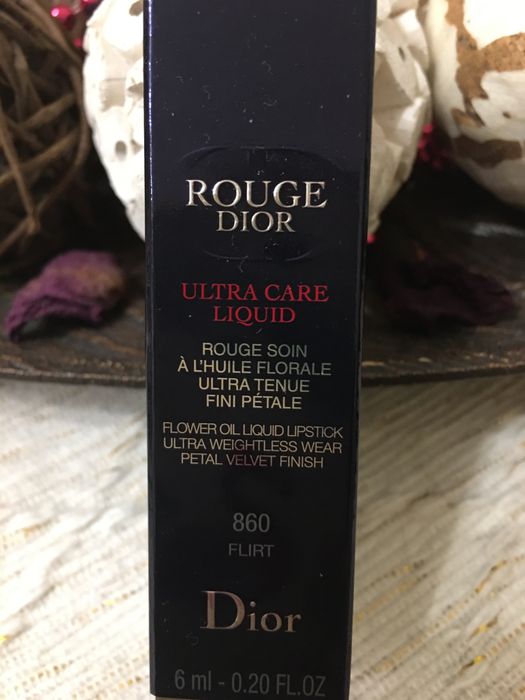 ROUGE
DIOR
ULTRA CARE
LIQUID
ROUGE SOIN
À L'HUILE FLORALE
ULTRA TENUE
FINI PÉTALE
FLOWER OIL LIQUID LIPSTICK
ULTRA WEIGHTLESS WEAR
PETAL VELVET FINISH
860
FLIRT
Dior
6 ml - 0.20 FL.OZ